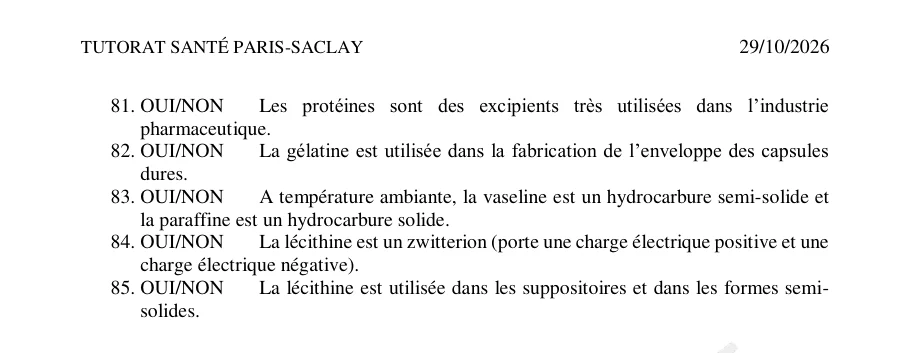 TUTORAT SANTÉ PARIS-SACLAY 29/10/2026
81. OUI/NON Les protéines sont des excipients très utilisées dans l’industrie
pharmaceutique.
82. OUI/NON La gélatine est utilisée dans la fabrication de l’enveloppe des capsules
dures.
83. OUI/NON A température ambiante, la vaseline est un hydrocarbure semi-solide et
la paraffine est un hydrocarbure solide.
84. OUI/NON La lécithine est un zwitterion (porte une charge électrique positive et une
charge électrique négative).
85. OUI/NON La lécithine est utilisée dans les suppositoires et dans les formes semi-
solides.